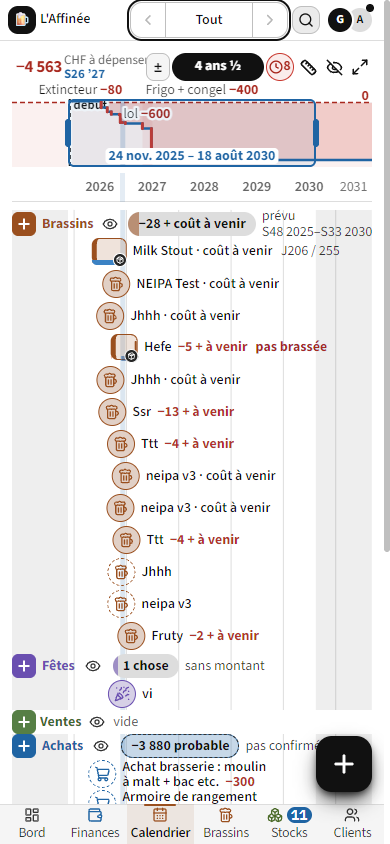 L'Affinée
Tout
G
A
−4 563
CHF à dépenser
S26 ’27
±
4 ans ½
8
Extincteur −80
Frigo + congel −400
0
début
lol −600
24 nov. 2025 – 18 août 2030
2026
2027
2028
2029
2030
2031
Brassins
−28 + coût à venir
prévu
S48 2025–S33 2030
Milk Stout · coût à venir J206 / 255
NEIPA Test · coût à venir
Jhhh · coût à venir
Hefe −5 + à venir pas brassée
Jhhh · coût à venir
Ssr −13 + à venir
Ttt −4 + à venir
neipa v3 · coût à venir
neipa v3 · coût à venir
Ttt −4 + à venir
Jhhh
neipa v3
Fruty −2 + à venir
Fêtes
1 chose
sans montant
vi
Ventes
vide
Achats
−3 880 probable
pas confirmé
Achat brasserie : moulin
à malt + bac etc. −300
Armoire de rangement
Bord
Finances
Calendrier
Brassins
Stocks
11
Clients